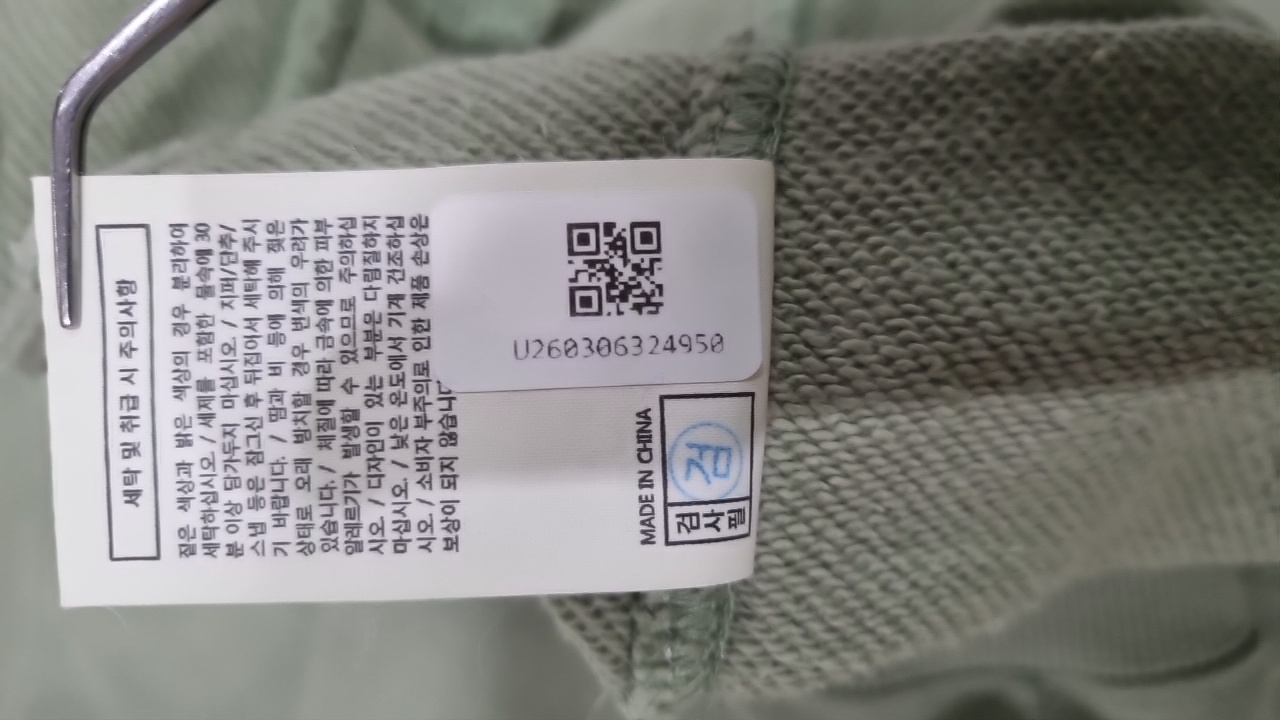 세탁 및 취급 시 주의사항
짙은 색상과 밝은 색상의 경우 분리하여
세탁하십시오. / 세제를 포함한 물속에 30
분 이상 담가두지 마십시오. / 지퍼/단추/
스냅 등은 잠그신 후 뒤집어서 세탁해 주시
기 바랍니다. / 땀과 비 등에 의해 젖은
상태로 오래 방치할 경우 변색의 우려가
있습니다. / 체질에 따라 금속에 의한 피부
알레르기가 발생할 수 있으므로 주의하십
시오. / 디자인이 있는 부분은 다림질하지
마십시오. / 낮은 온도에서 기계 건조하십
시오. / 소비자 부주의로 인한 제품 손상은
보상이 되지 않습니다
U260306324950
MADE IN CHINA
검사필
검